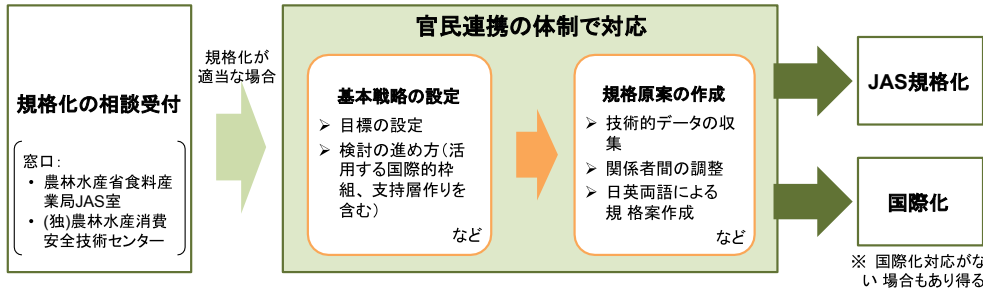 官民連携の体制で対応
規格化の相談受付
窓口：
• 農林水産省食料産
業局JAS室
• (独)農林水産消費
安全技術センター
規格化が
適当な場合
基本戦略の設定
➢ 目標の設定
➢ 検討の進め方（活
用する国際的枠
組、支持層作りを
含む）
など
規格原案の作成
➢ 技術的データの収
集
➢ 関係者間の調整
➢ 日英両語による
規 格案作成
など
JAS規格化
国際化
※ 国際化対応がな
い 場合もあり得る